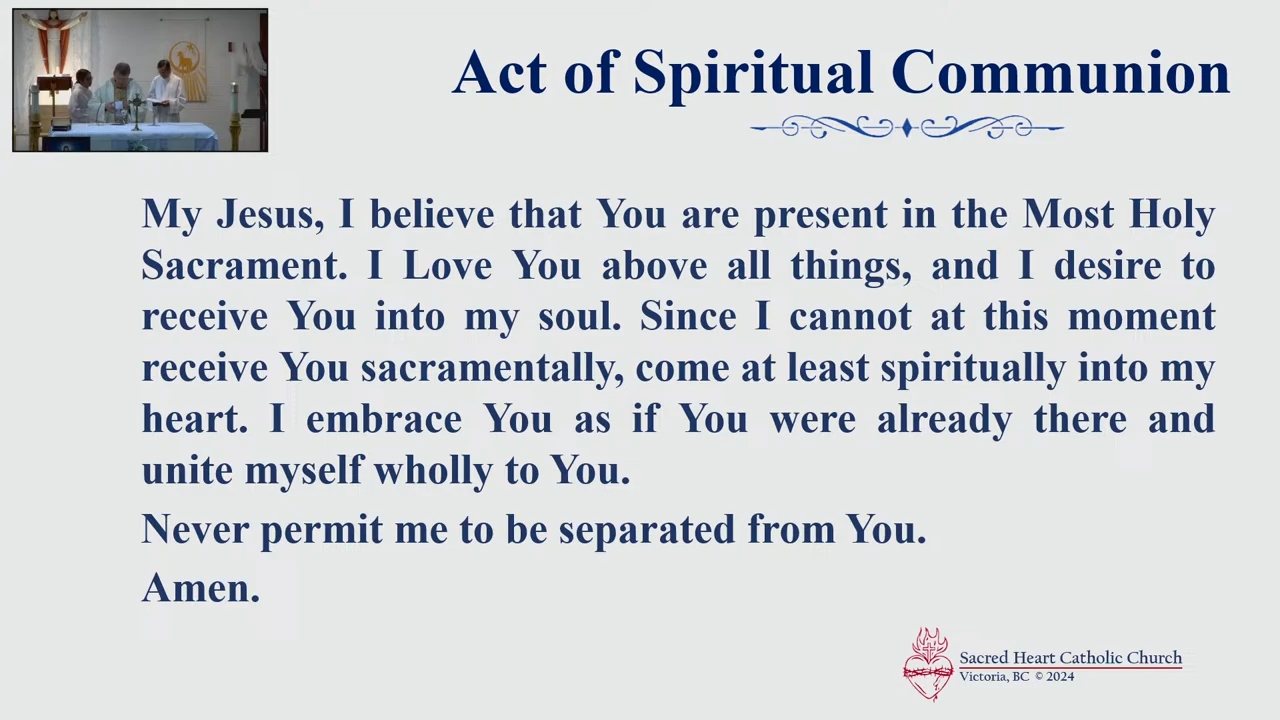 Act of Spiritual Communion
My Jesus, I believe that You are present in the Most Holy
Sacrament. I Love You above all things, and I desire to
receive You into my soul. Since I cannot at this moment
receive You sacramentally, come at least spiritually into my
heart. I embrace You as if You were already there and
unite myself wholly to You.
Never permit me to be separated from You.
Amen.
Sacred Heart Catholic Church
Victoria, BC © 2024